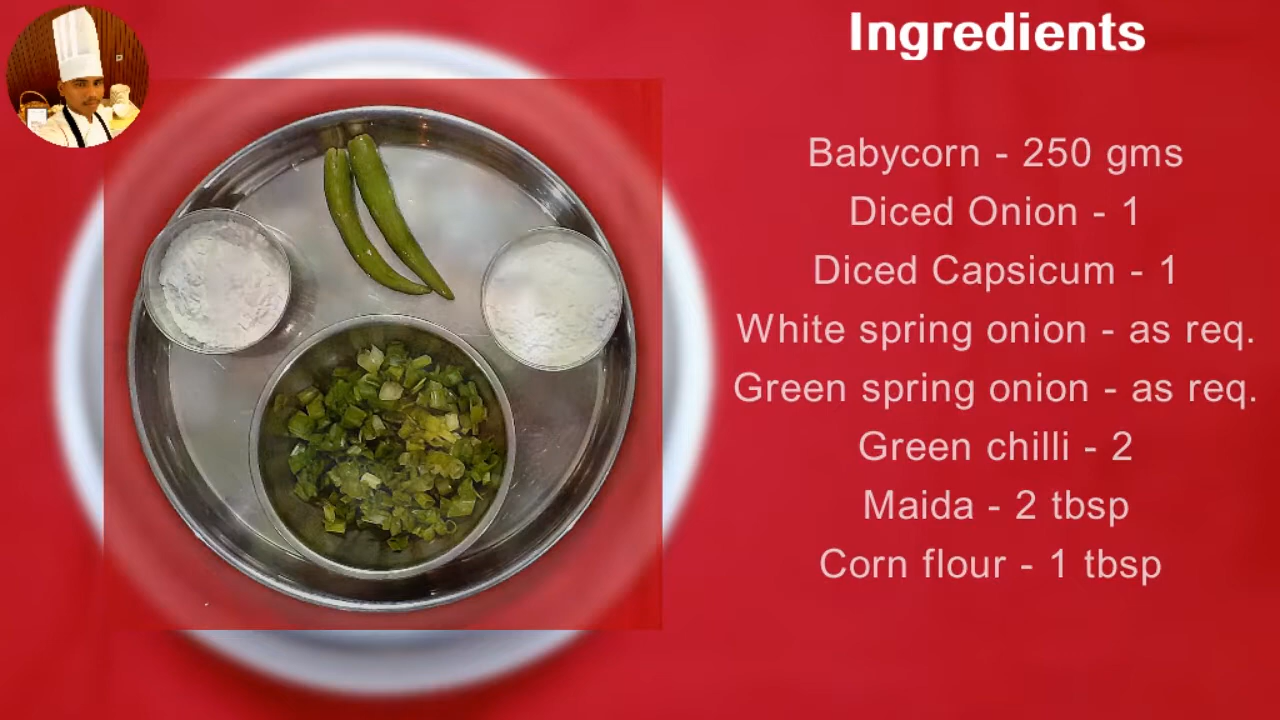 Ingredients
Babycorn - 250 gms
Diced Onion - 1
Diced Capsicum - 1
White spring onion - as req.
Green spring onion - as req.
Green chilli - 2
Maida - 2 tbsp
Corn flour - 1 tbsp